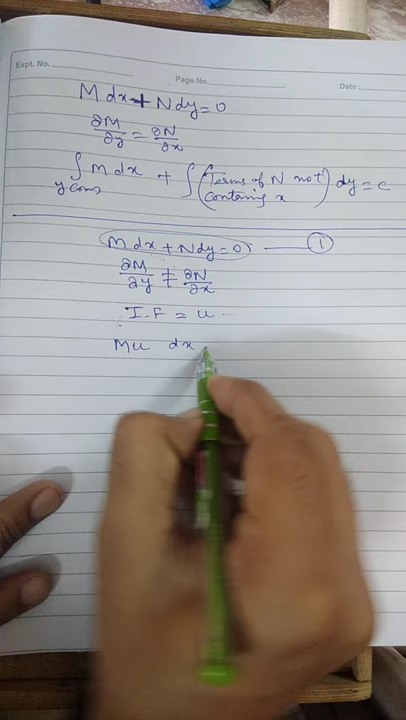 Expt. No.
Page No.
Date :
M dx + N dy = 0
∂M/∂y = ∂N/∂x
∫ M dx + ∫ (Terms of N not containing x) dy = c
y cons
M dx + N dy = 0 — ①
∂M/∂y ≠ ∂N/∂x
I.F = u
Mu dx